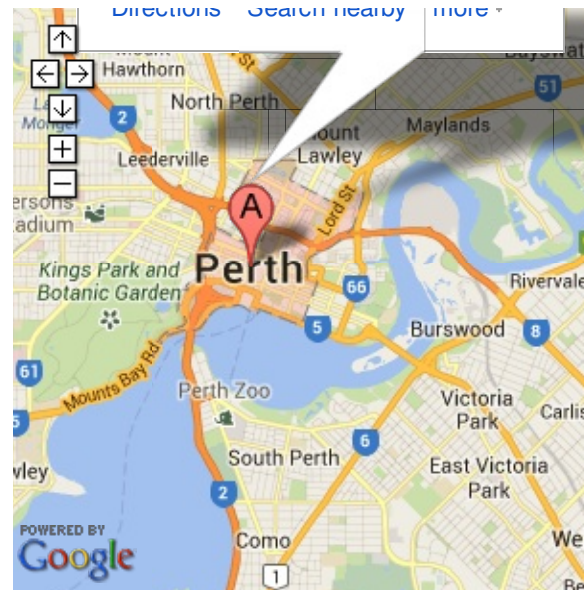 Directions Search nearby more
Mount
Hawthorn
St
51
2
North Perth
Maylands
Mount
Lawley
Leederville
Lord St
A
Perth
Kings Park and
Botanic Garden
66
Rivervale
5
Burswood
8
61
Mounts Bay Rd
Perth Zoo
Victoria
Park
6
South Perth
East Victoria
Park
2
POWERED BY
Google
Como
1